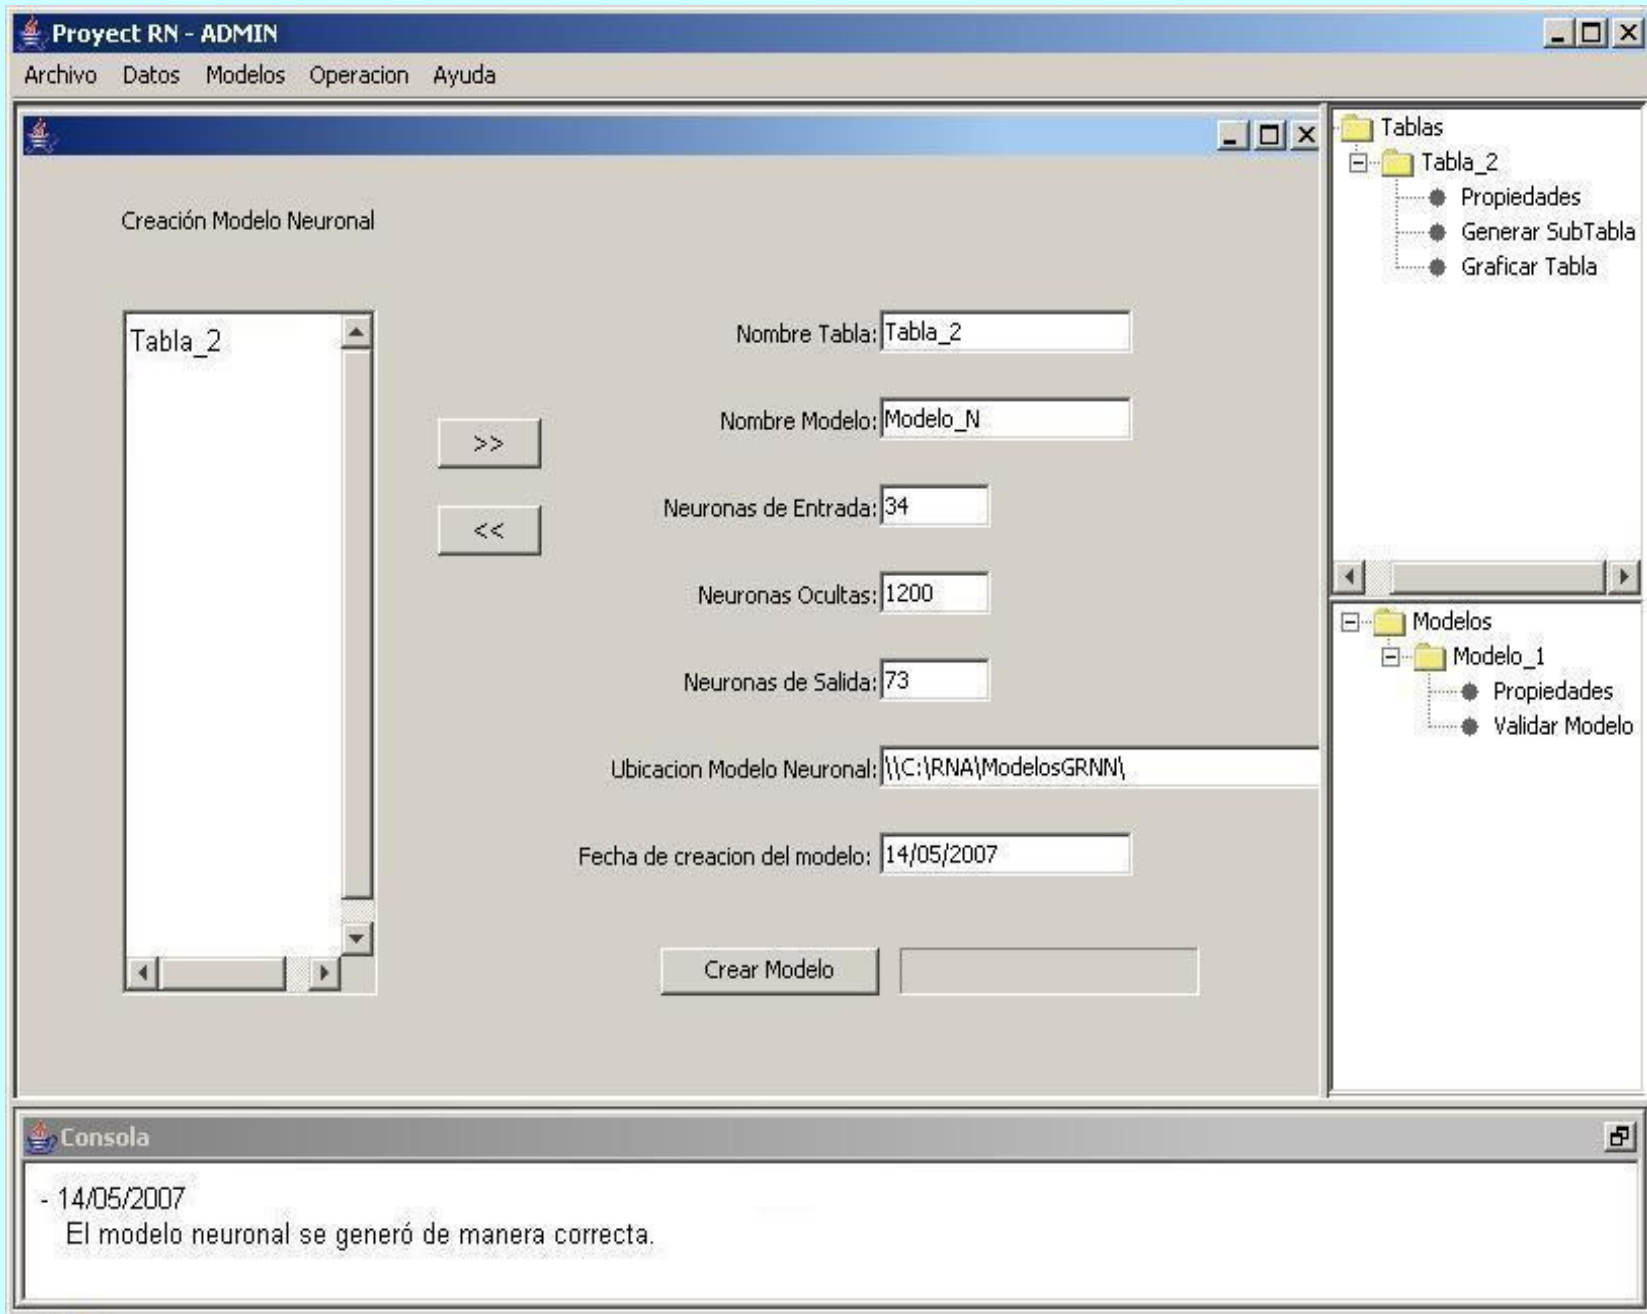 Proyect RN - ADMIN
Archivo Datos Modelos Operacion Ayuda
Creación Modelo Neuronal
Tabla_2
>>
<<
Nombre Tabla: Tabla_2
Nombre Modelo: Modelo_N
Neuronas de Entrada: 34
Neuronas Ocultas: 1200
Neuronas de Salida: 73
Ubicacion Modelo Neuronal: \\C:\RNA\ModelosGRNN\
Fecha de creacion del modelo: 14/05/2007
Crear Modelo
Tablas
Tabla_2
Propiedades
Generar SubTabla
Graficar Tabla
Modelos
Modelo_1
Propiedades
Validar Modelo
Consola
- 14/05/2007
El modelo neuronal se generó de manera correcta.